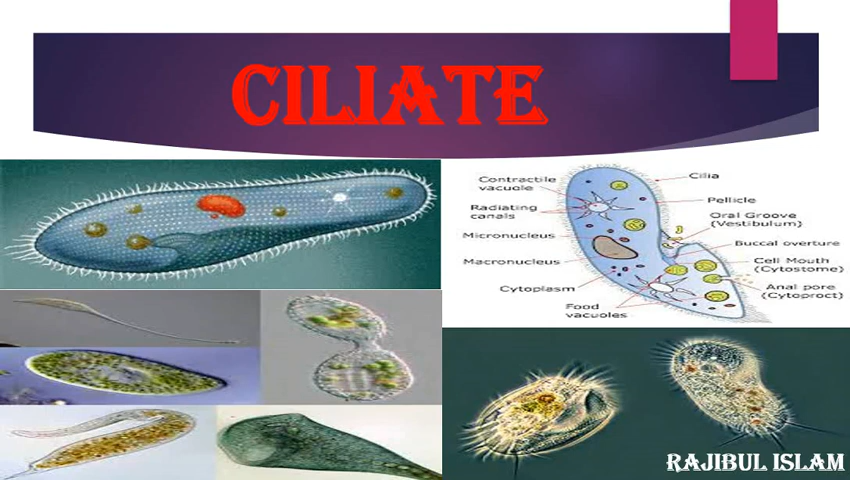 CILIATE
Contractile
vacuole
Radiating
canals
Micronucleus
Macronucleus
Cytoplasm
Food
vacuoles
Cilia
Pellicle
Oral Groove
(Vestibulum)
Buccal overture
Cell Mouth
(Cytostome)
Anal pore
(Cytoproct)
RAJIBUL ISLAM